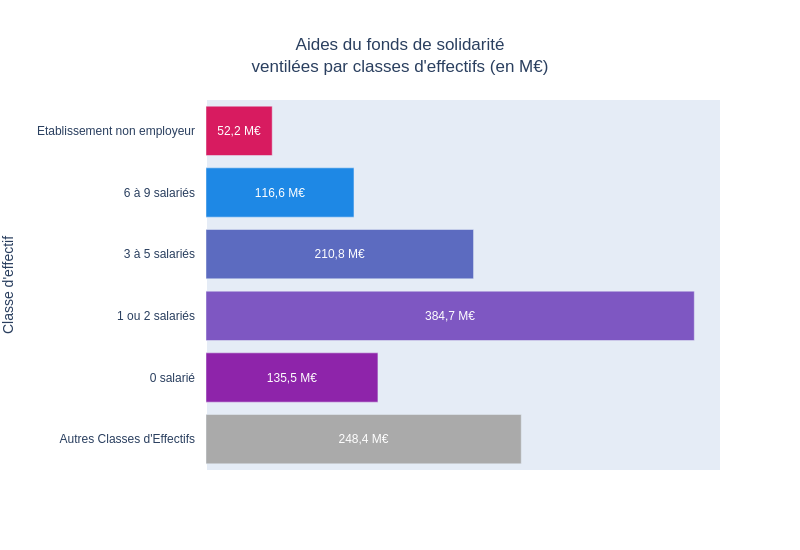 Aides du fonds de solidarité
ventilées par classes d'effectifs (en M€)
Classe d'effectif
Etablissement non employeur
52,2 M€
6 à 9 salariés
116,6 M€
3 à 5 salariés
210,8 M€
1 ou 2 salariés
384,7 M€
0 salarié
135,5 M€
Autres Classes d'Effectifs
248,4 M€